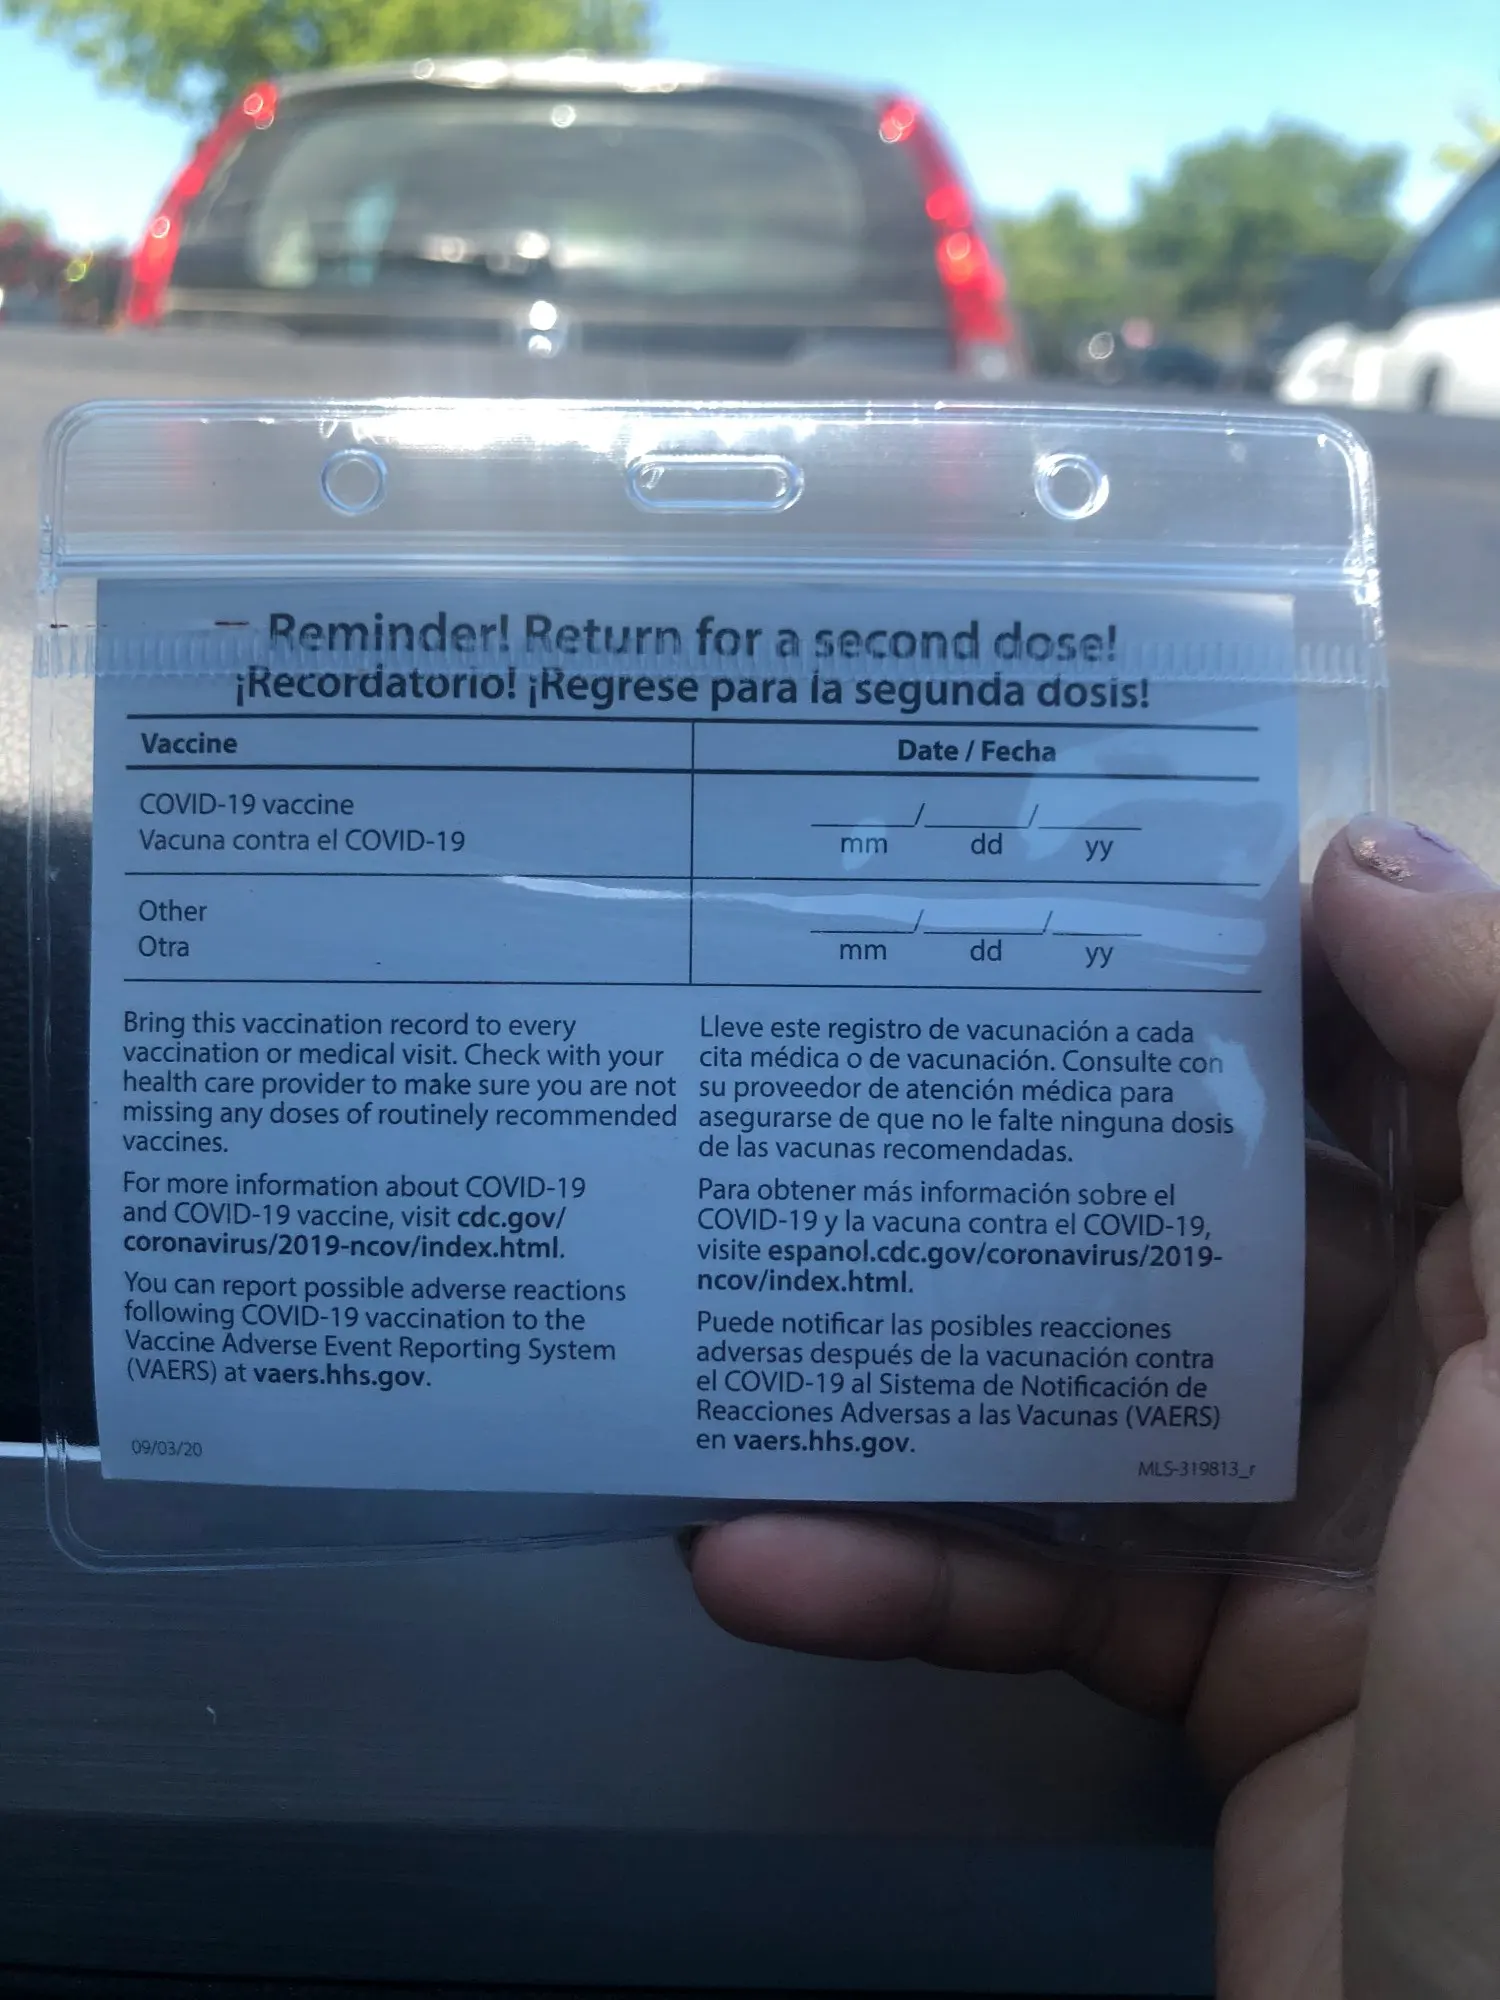 Reminder! Return for a second dose!
¡Recordatorio! ¡Regrese para la segunda dosis!
Vaccine
Date / Fecha
COVID-19 vaccine
Vacuna contra el COVID-19
____/____/____
mm dd yy
Other
Otra
____/____/____
mm dd yy
Bring this vaccination record to every
vaccination or medical visit. Check with your
health care provider to make sure you are not
missing any doses of routinely recommended
vaccines.
For more information about COVID-19
and COVID-19 vaccine, visit cdc.gov/
coronavirus/2019-ncov/index.html.
You can report possible adverse reactions
following COVID-19 vaccination to the
Vaccine Adverse Event Reporting System
(VAERS) at vaers.hhs.gov.
09/03/20
Lleve este registro de vacunación a cada
cita médica o de vacunación. Consulte con
su proveedor de atención médica para
asegurarse de que no le falte ninguna dosis
de las vacunas recomendadas.
Para obtener más información sobre el
COVID-19 y la vacuna contra el COVID-19,
visite espanol.cdc.gov/coronavirus/2019-
ncov/index.html.
Puede notificar las posibles reacciones
adversas después de la vacunación contra
el COVID-19 al Sistema de Notificación de
Reacciones Adversas a las Vacunas (VAERS)
en vaers.hhs.gov.
MLS-319813_r